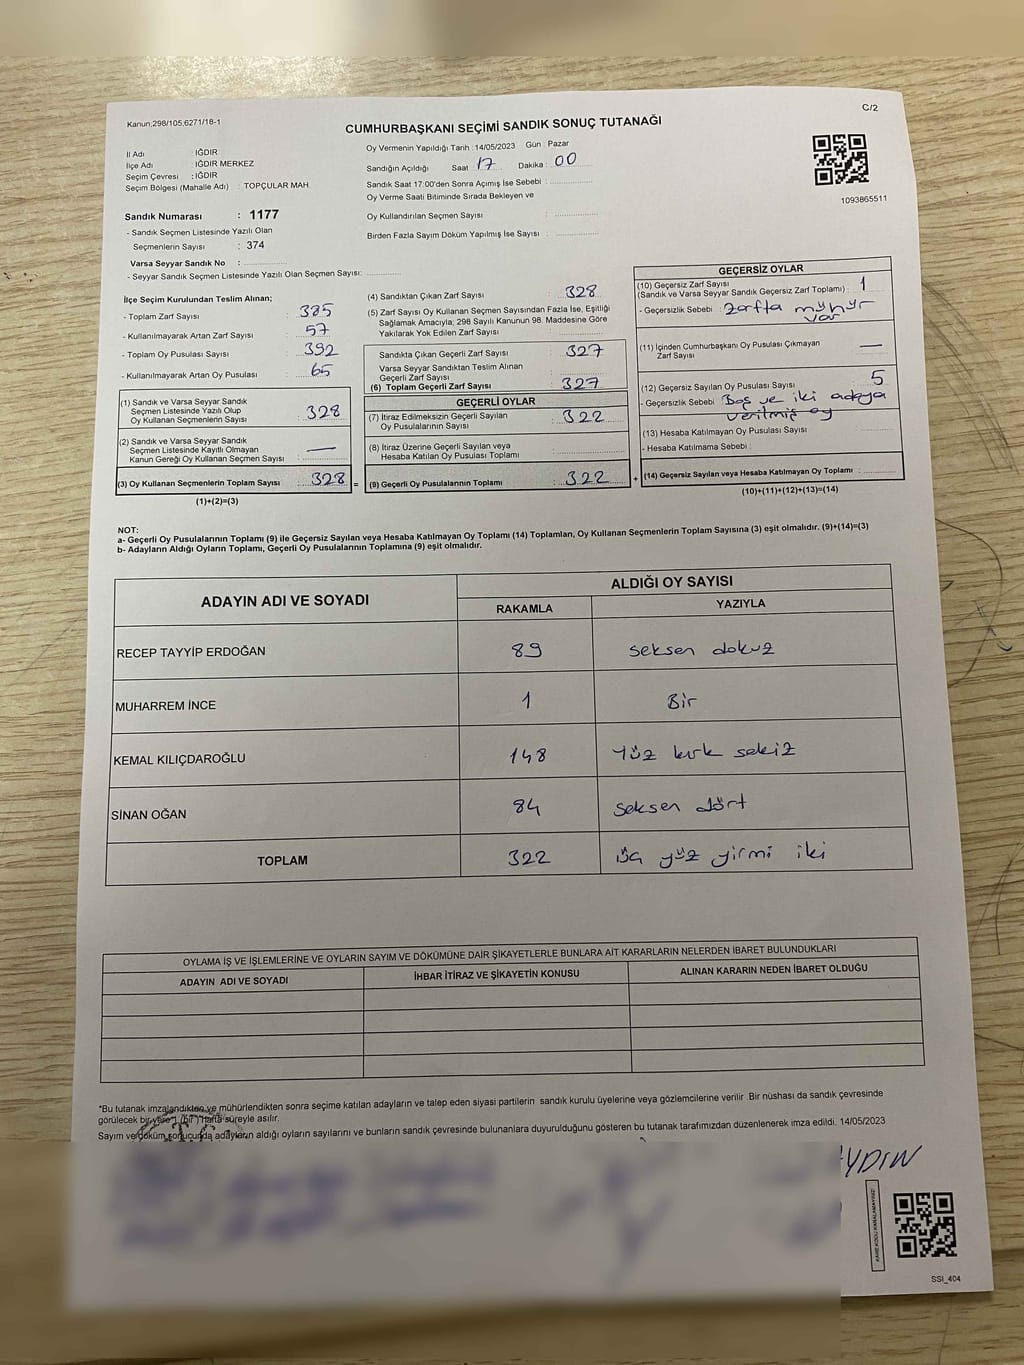 Kanun;298/105,6271/18-1
C/2
CUMHURBAŞKANI SEÇİMİ SANDIK SONUÇ TUTANAĞI
İl Adı : IĞDIR
İlçe Adı : IĞDIR MERKEZ
Seçim Çevresi : IĞDIR
Seçim Bölgesi (Mahalle Adı) : TOPÇULAR MAH.
Sandık Numarası : 1177
- Sandık Seçmen Listesinde Yazılı Olan
Seçmenlerin Sayısı : 374
Varsa Seyyar Sandık No :
- Seyyar Sandık Seçmen Listesinde Yazılı Olan Seçmen Sayısı:
Oy Vermenin Yapıldığı Tarih : 14/05/2023 Gün : Pazar
Sandığın Açıldığı Saat 17 Dakika : 00
Sandık Saat 17:00'den Sonra Açımış İse Sebebi :
Oy Verme Saati Bitiminde Sırada Bekleyen ve
Oy Kullandırılan Seçmen Sayısı :
Birden Fazla Sayım Döküm Yapılmış İse Sayısı :
1093865511
İlçe Seçim Kurulundan Teslim Alınan;
- Toplam Zarf Sayısı : 385
- Kullanılmayarak Artan Zarf Sayısı : 57
- Toplam Oy Pusulası Sayısı : 392
- Kullanılmayarak Artan Oy Pusulası : 65
(1) Sandık ve Varsa Seyyar Sandık
Seçmen Listesinde Yazılı Olup
Oy Kullanan Seçmenlerin Sayısı : 328
(2) Sandık ve Varsa Seyyar Sandık
Seçmen Listesinde Kayıtlı Olmayan
Kanun Gereği Oy Kullanan Seçmen Sayısı : —
(3) Oy Kullanan Seçmenlerin Toplam Sayısı : 328 =
(1)+(2)=(3)
(4) Sandıktan Çıkan Zarf Sayısı : 328
(5) Zarf Sayısı Oy Kullanan Seçmen Sayısından Fazla İse, Eşitliği
Sağlamak Amacıyla; 298 Sayılı Kanunun 98. Maddesine Göre
Yakılarak Yok Edilen Zarf Sayısı :
Sandıkta Çıkan Geçerli Zarf Sayısı : 327
Varsa Seyyar Sandıktan Teslim Alınan
Geçerli Zarf Sayısı :
(6) Toplam Geçerli Zarf Sayısı : 327
GEÇERLİ OYLAR
(7) İtiraz Edilmeksizin Geçerli Sayılan
Oy Pusulalarının Sayısı : 322
(8) İtiraz Üzerine Geçerli Sayılan veya
Hesaba Katılan Oy Pusulası Toplamı :
(9) Geçerli Oy Pusulalarının Toplamı : 322 +
GEÇERSİZ OYLAR
(10) Geçersiz Zarf Sayısı
(Sandık ve Varsa Seyyar Sandık Geçersiz Zarf Toplamı) : 1
- Geçersizlik Sebebi : Zarfta mühür
var
(11) İçinden Cumhurbaşkanı Oy Pusulası Çıkmayan
Zarf Sayısı —
(12) Geçersiz Sayılan Oy Pusulası Sayısı 5
- Geçersizlik Sebebi : Boş ve iki adaya
verilmiş oy
(13) Hesaba Katılmayan Oy Pusulası Sayısı
- Hesaba Katılmama Sebebi :
(14) Geçersiz Sayılan veya Hesaba Katılmayan Oy Toplamı :
(10)+(11)+(12)+(13)=(14)
NOT:
a- Geçerli Oy Pusulalarının Toplamı (9) ile Geçersiz Sayılan veya Hesaba Katılmayan Oy Toplamı (14) Toplamları, Oy Kullanan Seçmenlerin Toplam Sayısına (3) eşit olmalıdır. (9)+(14)=(3)
b- Adayların Aldığı Oyların Toplamı, Geçerli Oy Pusulalarının Toplamına (9) eşit olmalıdır.
ADAYIN ADI VE SOYADI
ALDIĞI OY SAYISI
RAKAMLA YAZIYLA
RECEP TAYYİP ERDOĞAN 89 seksen dokuz
MUHARREM İNCE 1 Bir
KEMAL KILIÇDAROĞLU 148 Yüz kırk sekiz
SİNAN OĞAN 84 seksen dört
TOPLAM 322 üç yüz yirmi iki
OYLAMA İŞ VE İŞLEMLERİNE VE OYLARIN SAYIM VE DÖKÜMÜNE DAİR ŞİKAYETLERLE BUNLARA AİT KARARLARIN NELERDEN İBARET BULUNDUKLARI
ADAYIN ADI VE SOYADI İHBAR İTİRAZ VE ŞİKAYETİN KONUSU ALINAN KARARIN NEDEN İBARET OLDUĞU
*Bu tutanak imzalandıktan ve mühürlendikten sonra seçime katılan adayların ve talep eden siyasi partilerin sandık kurulu üyelerine veya gözlemcilerine verilir .Bir nüshası da sandık çevresinde
görülecek bir yere 1 (bir ) hafta süreyle asılır.
Sayım ve döküm sonucunda adayların aldığı oyların sayılarını ve bunların sandık çevresinde bulunanlara duyurulduğunu gösteren bu tutanak tarafımızdan düzenlenerek imza edildi. 14/05/2023
YDIN
SSI_404